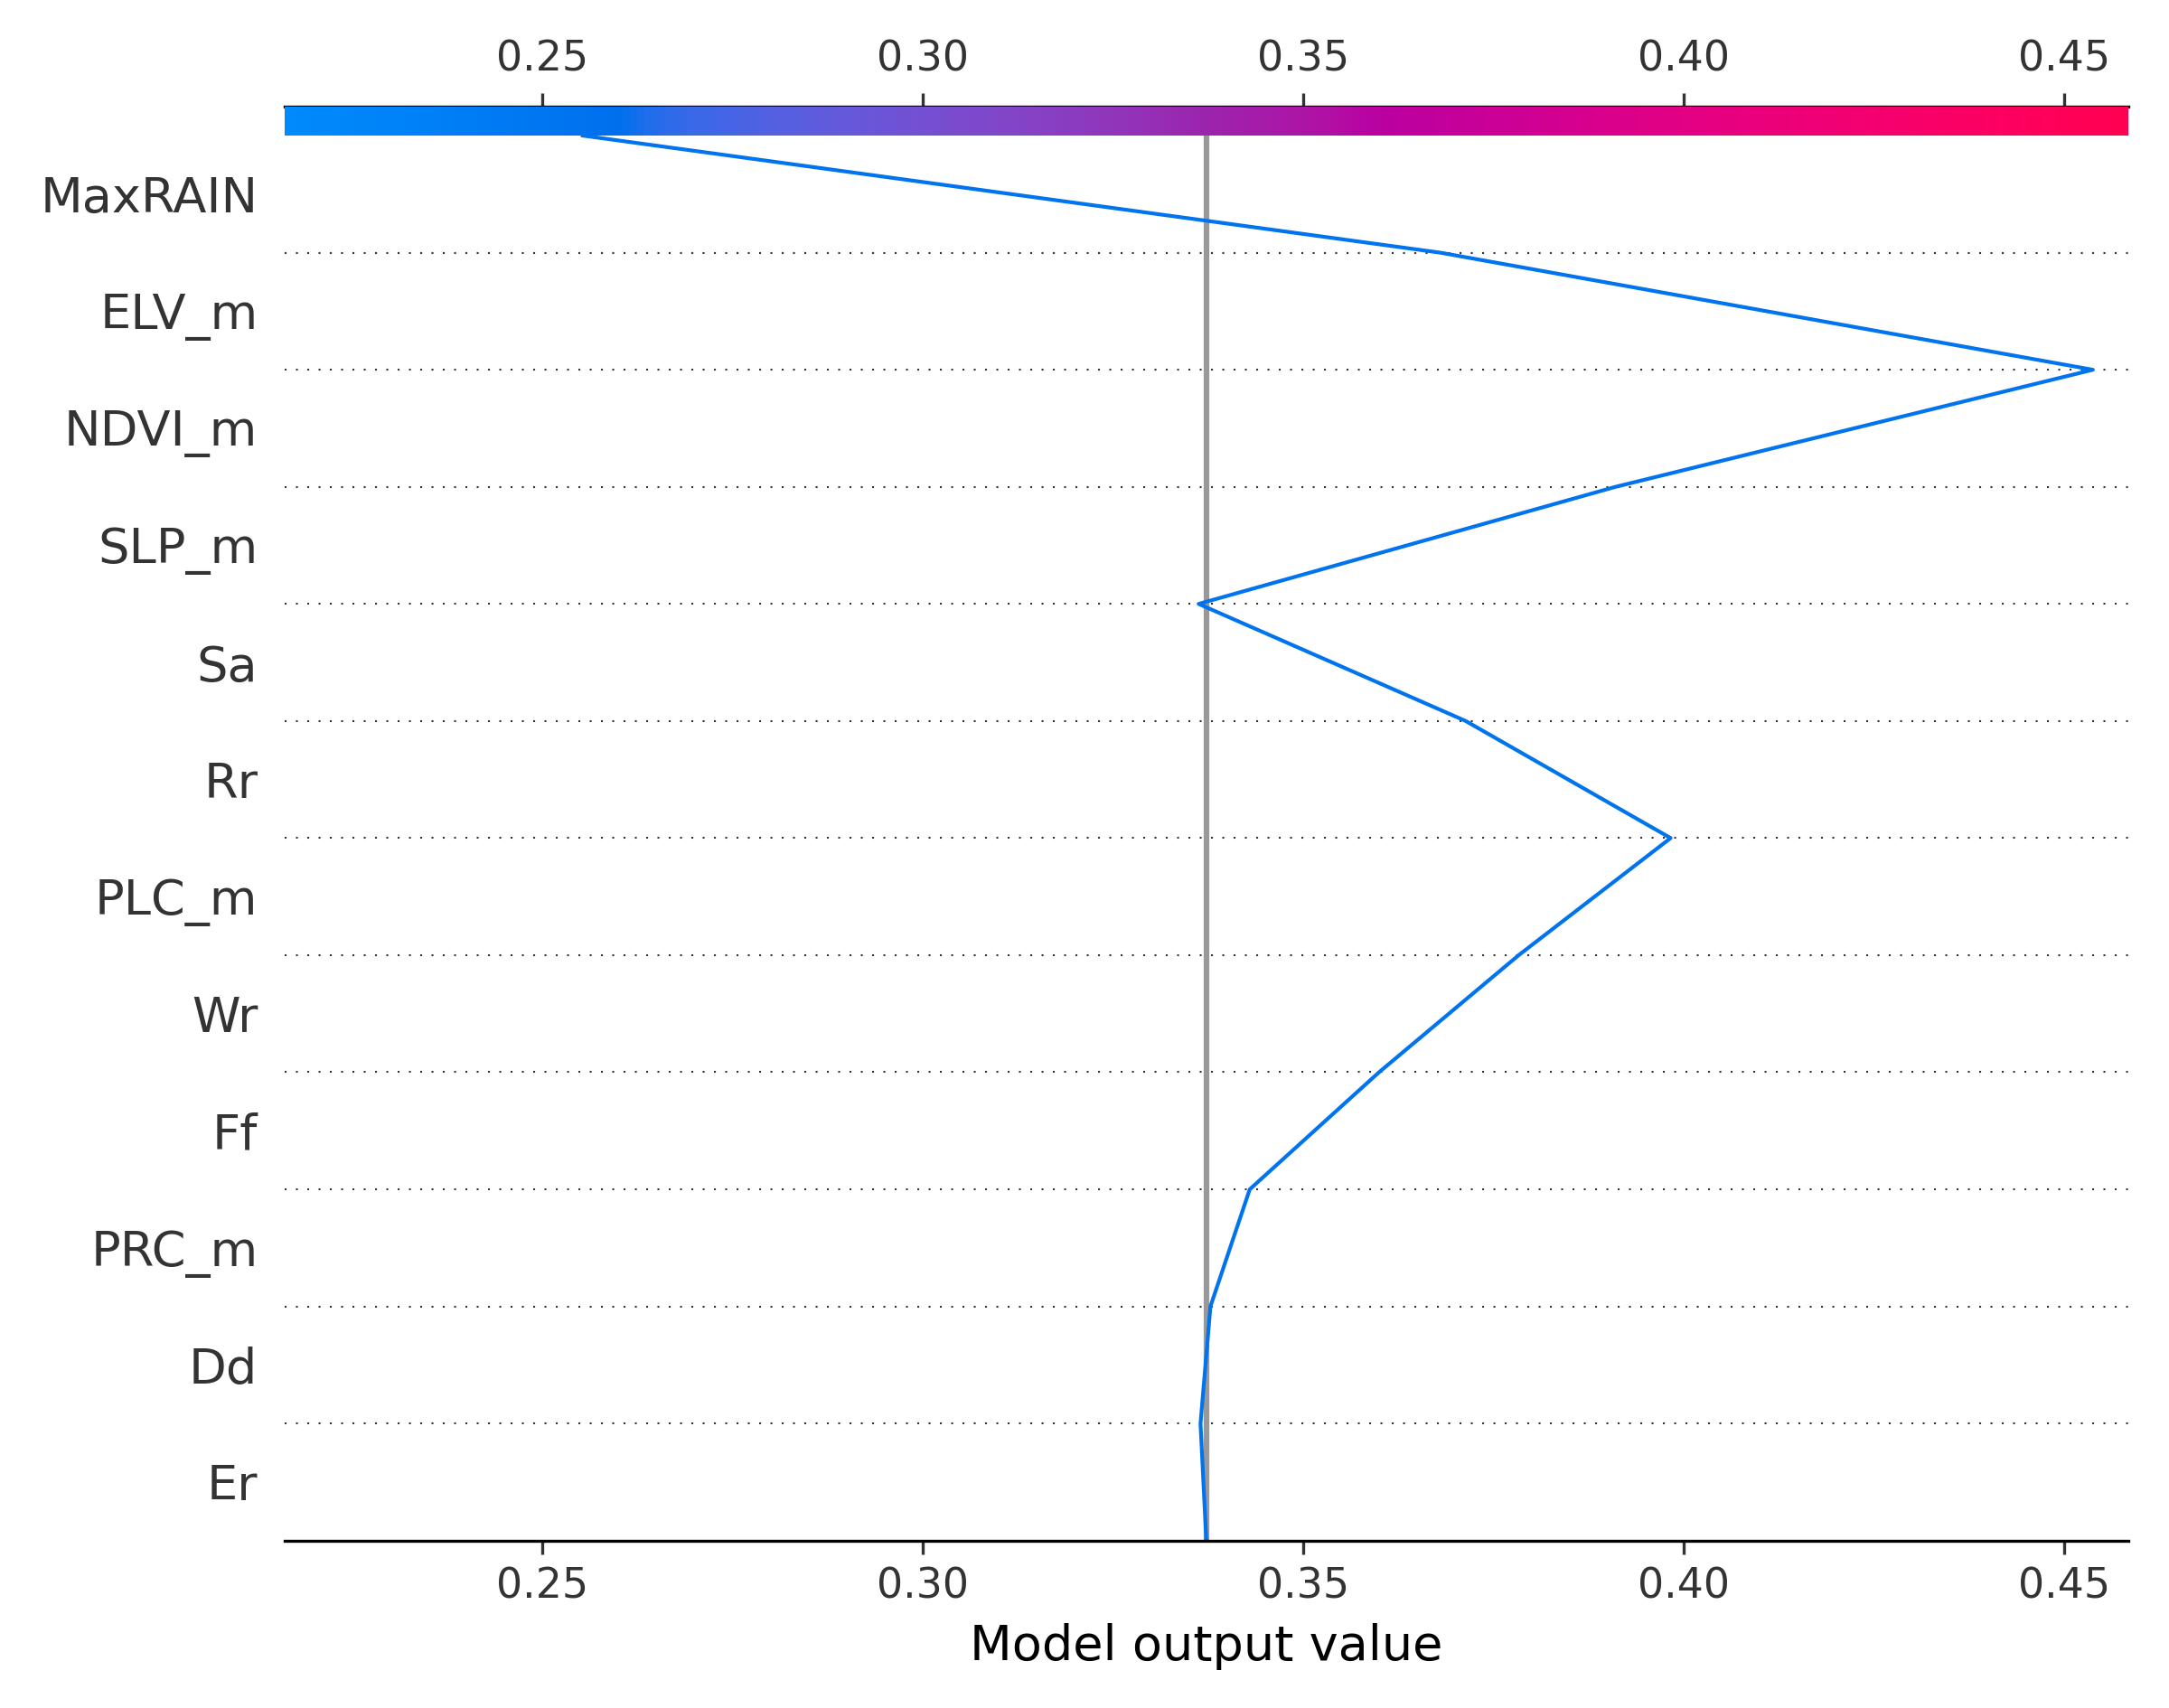 0.25 0.30 0.35 0.40 0.45
MaxRAIN
ELV_m
NDVI_m
SLP_m
Sa
Rr
PLC_m
Wr
Ff
PRC_m
Dd
Er
0.25 0.30 0.35 0.40 0.45
Model output value